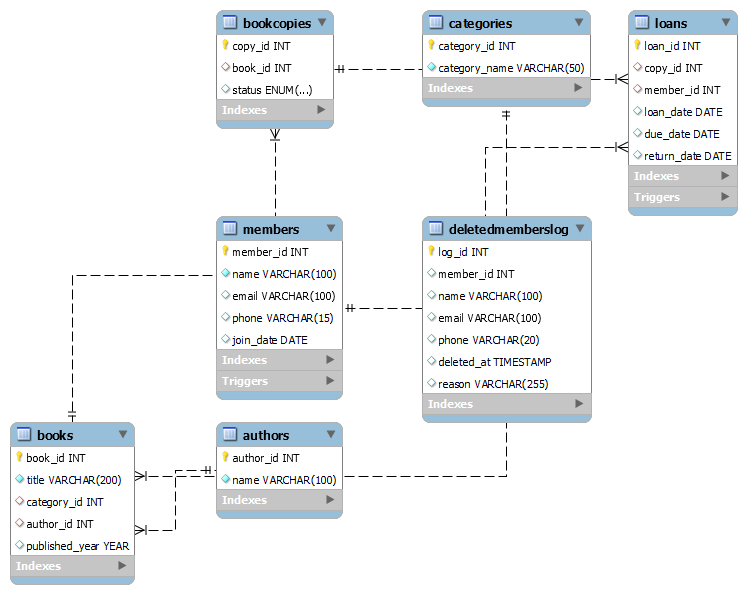 bookcopies
copy_id INT
book_id INT
status ENUM(...)
Indexes
categories
category_id INT
category_name VARCHAR(50)
Indexes
loans
loan_id INT
copy_id INT
member_id INT
loan_date DATE
due_date DATE
return_date DATE
Indexes
Triggers
members
member_id INT
name VARCHAR(100)
email VARCHAR(100)
phone VARCHAR(15)
join_date DATE
Indexes
Triggers
deletedmemberslog
log_id INT
member_id INT
name VARCHAR(100)
email VARCHAR(100)
phone VARCHAR(20)
deleted_at TIMESTAMP
reason VARCHAR(255)
Indexes
books
book_id INT
title VARCHAR(200)
category_id INT
author_id INT
published_year YEAR
Indexes
authors
author_id INT
name VARCHAR(100)
Indexes